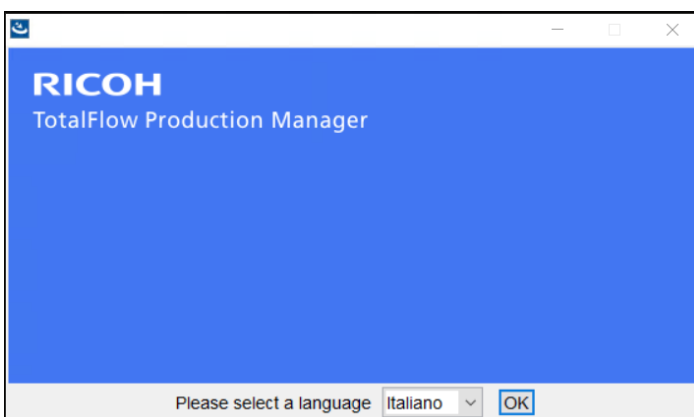 RICOH
TotalFlow Production Manager
Please select a language Italiano OK